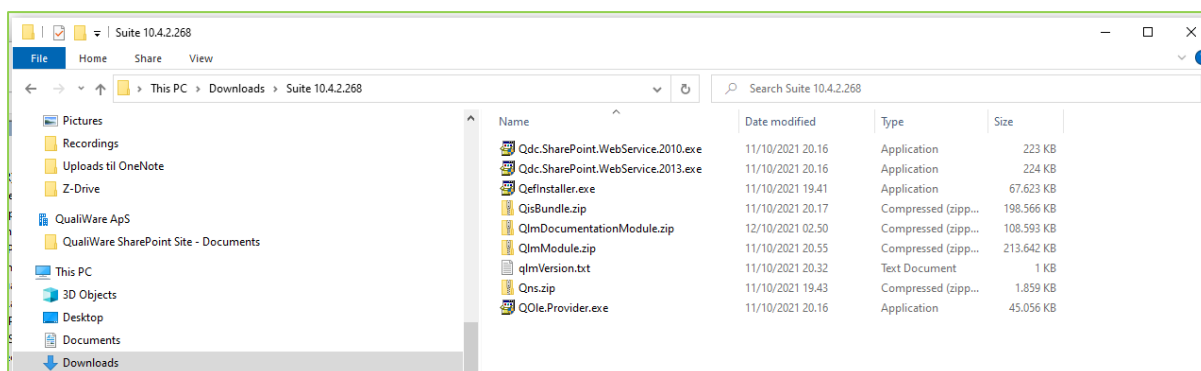 Suite 10.4.2.268
File Home Share View
This PC > Downloads > Suite 10.4.2.268
Search Suite 10.4.2.268
Pictures
Recordings
Uploads til OneNote
Z-Drive
QualiWare ApS
QualiWare SharePoint Site - Documents
This PC
3D Objects
Desktop
Documents
Downloads
Name Date modified Type Size
Qdc.SharePoint.WebService.2010.exe 11/10/2021 20.16 Application 223 KB
Qdc.SharePoint.WebService.2013.exe 11/10/2021 20.16 Application 224 KB
QefInstaller.exe 11/10/2021 19.41 Application 67.623 KB
QisBundle.zip 11/10/2021 20.17 Compressed (zipp... 198.566 KB
QlmDocumentationModule.zip 12/10/2021 02.50 Compressed (zipp... 108.593 KB
QlmModule.zip 11/10/2021 20.55 Compressed (zipp... 213.642 KB
qlmVersion.txt 11/10/2021 20.32 Text Document 1 KB
Qns.zip 11/10/2021 19.43 Compressed (zipp... 1.859 KB
QOle.Provider.exe 11/10/2021 20.16 Application 45.056 KB